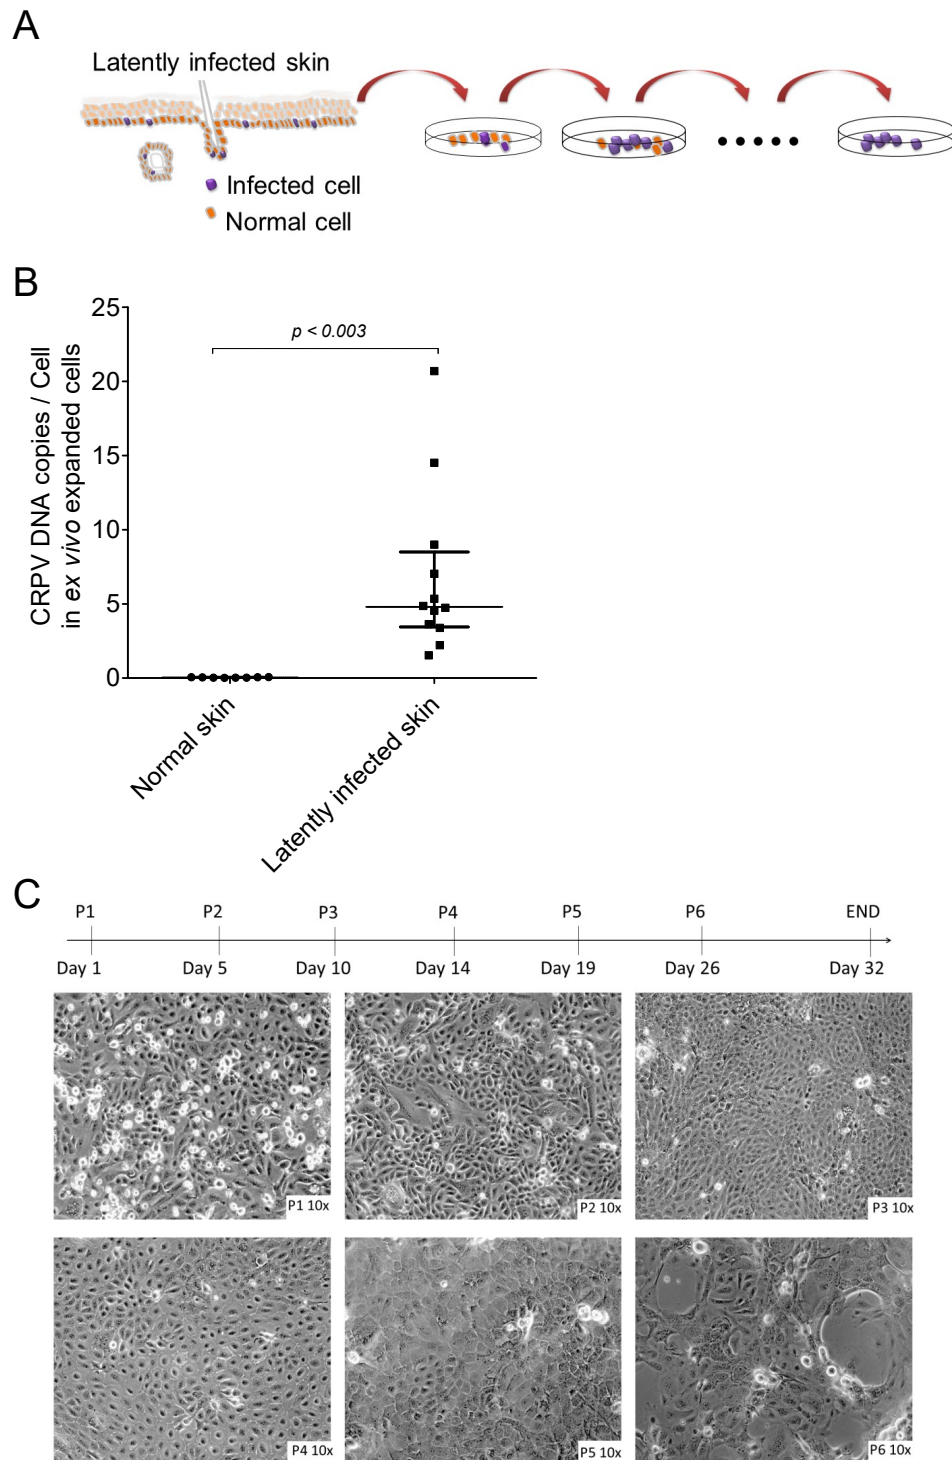 A
Latently infected skin
Infected cell
Normal cell
B
CRPV DNA copies / Cell
in ex vivo expanded cells
25
20
15
10
5
0
p < 0.003
Normal skin
Latently infected skin
C
P1 P2 P3 P4 P5 P6 END
Day 1 Day 5 Day 10 Day 14 Day 19 Day 26 Day 32
P1 10x
P2 10x
P3 10x
P4 10x
P5 10x
P6 10x